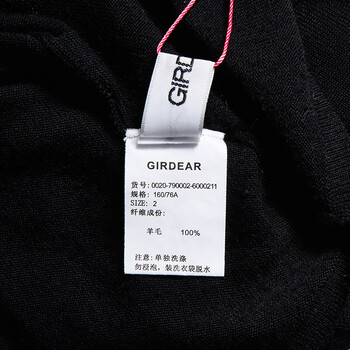 GIRD
GIRDEAR
货号: 0020-790002-6000211
规格: 160/76A
SIZE: 2
纤维成份:
羊毛 100%
注意: 单独洗涤
勿浸泡，装洗衣袋脱水